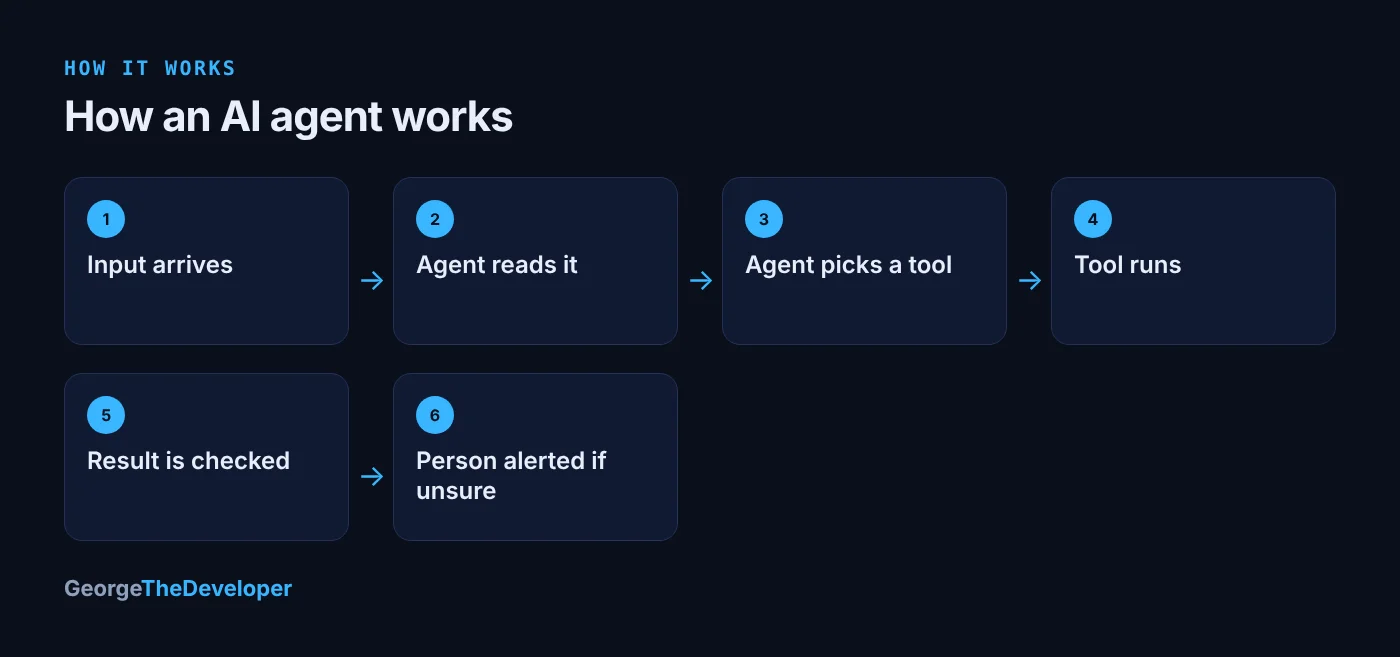 HOW IT WORKS
How an AI agent works
1
Input arrives
2
Agent reads it
3
Agent picks a tool
4
Tool runs
5
Result is checked
6
Person alerted if
unsure
GeorgeTheDeveloper